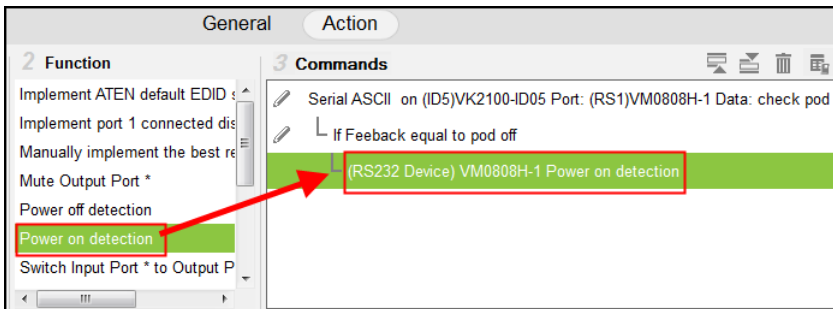 General Action
2 Function
Implement ATEN default EDID
Implement port 1 connected dis
Manually implement the best re
Mute Output Port *
Power off detection
Power on detection
Switch Input Port * to Output P
3 Commands
Serial ASCII on (ID5)VK2100-ID05 Port: (RS1)VM0808H-1 Data: check pod
If Feeback equal to pod off
(RS232 Device) VM0808H-1 Power on detection